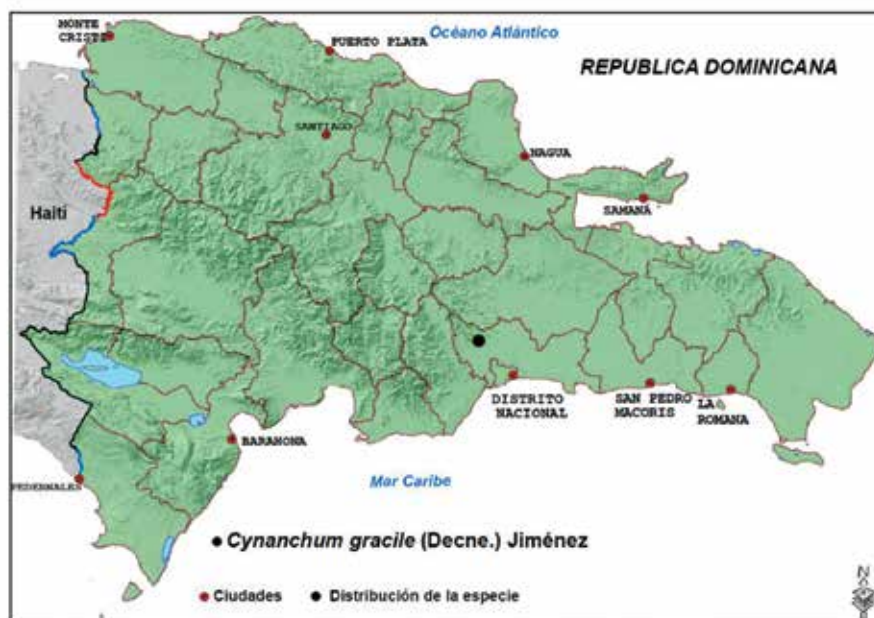 MONTE
CRISTI
PUERTO PLATA
Océano Atlántico
REPUBLICA DOMINICANA
SANTIAGO
NAGUA
SAMANÁ
Haití
DISTRITO
NACIONAL
SAN PEDRO
MACORIS
LA
ROMANA
BARAHONA
Mar Caribe
PEDERNALES
Cynanchum gracile (Decne.) Jiménez
Ciudades
Distribución de la especie
N